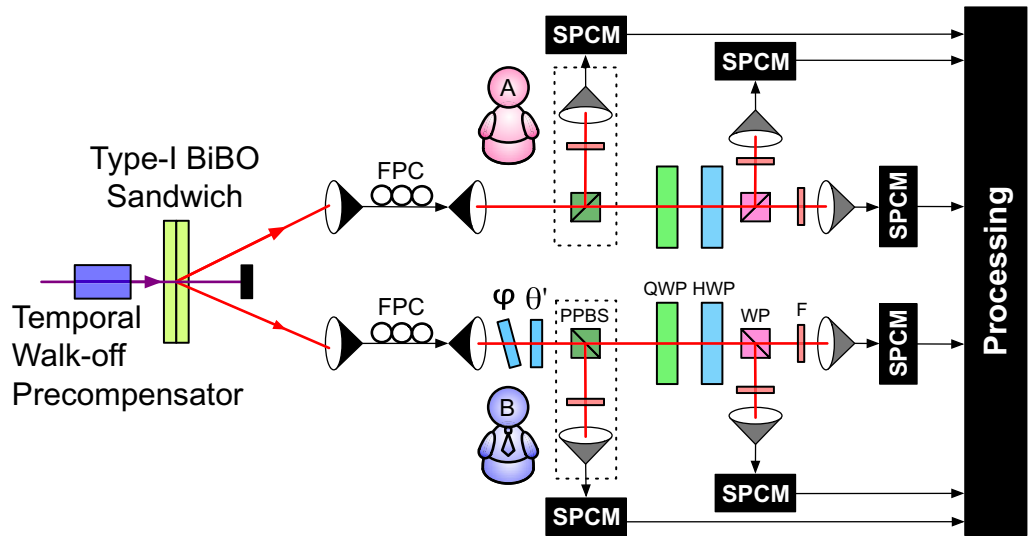 SPCM
SPCM
A
Type-I BiBO
Sandwich
FPC
SPCM
Processing
FPC
φ
θ'
PPBS
QWP
HWP
WP
F
SPCM
Temporal
Walk-off
Precompensator
B
SPCM
SPCM